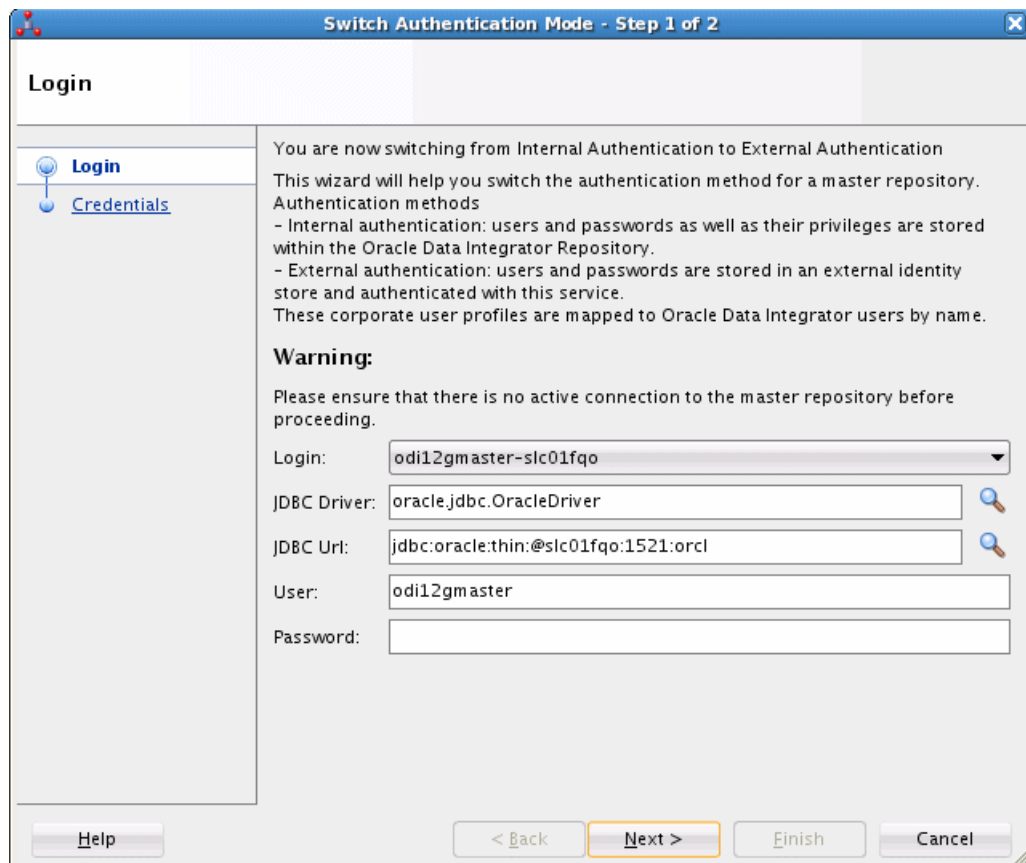 Switch Authentication Mode - Step 1 of 2
Login
Login
Credentials
You are now switching from Internal Authentication to External Authentication
This wizard will help you switch the authentication method for a master repository.
Authentication methods
- Internal authentication: users and passwords as well as their privileges are stored
within the Oracle Data Integrator Repository.
- External authentication: users and passwords are stored in an external identity
store and authenticated with this service.
These corporate user profiles are mapped to Oracle Data Integrator users by name.
Warning:
Please ensure that there is no active connection to the master repository before
proceeding.
Login: odi12gmaster-slc01fqo
JDBC Driver: oracle.jdbc.OracleDriver
JDBC Url: jdbc:oracle:thin:@slc01fqo:1521:orcl
User: odi12gmaster
Password:
Help < Back Next > Finish Cancel